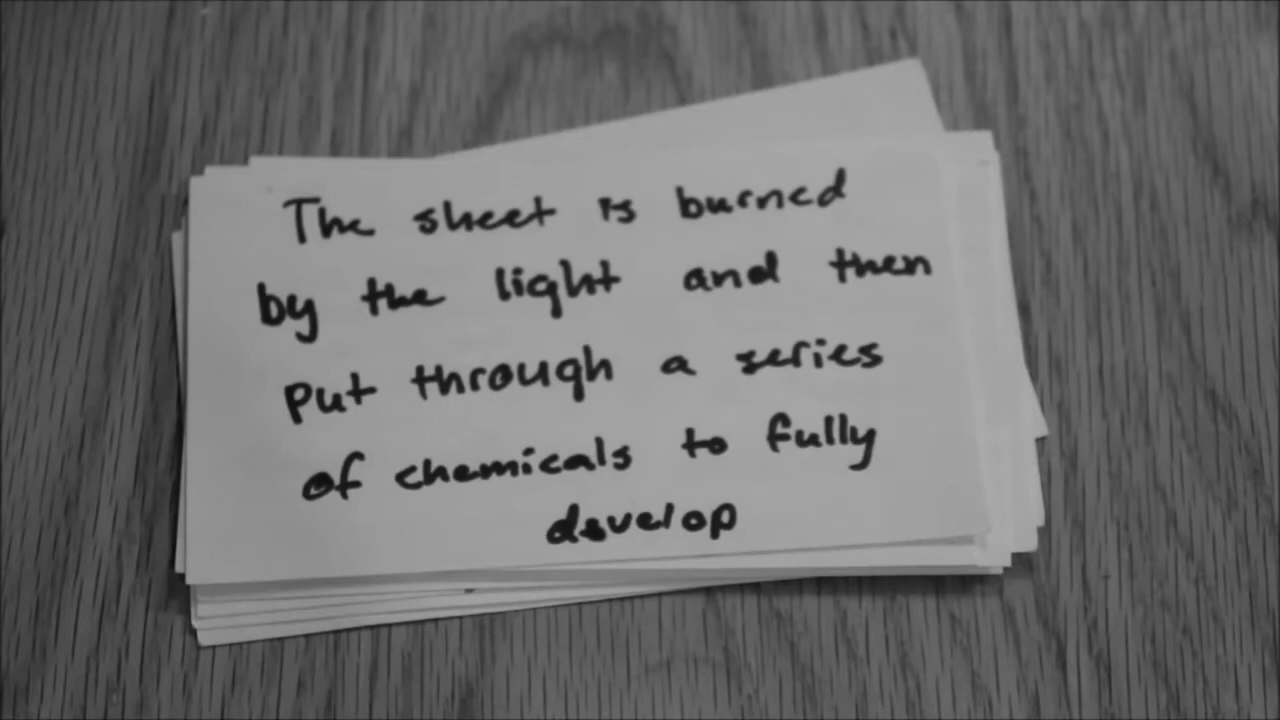 The sheet is burned
by the light and then
put through a series
of chemicals to fully
develop